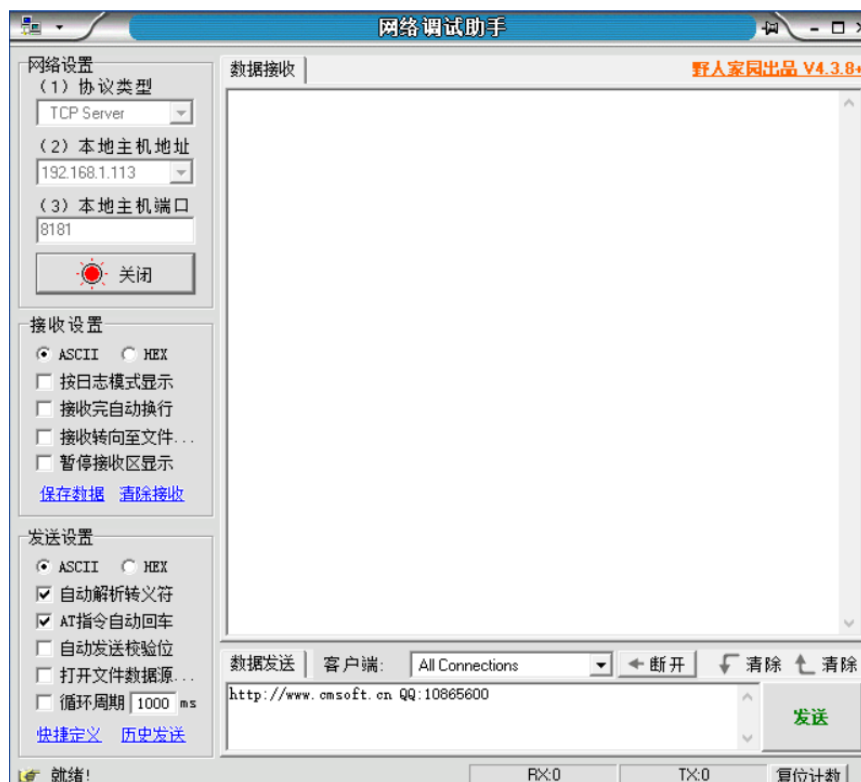 网络调试助手
网络设置
(1) 协议类型
TCP Server
(2) 本地主机地址
192.168.1.113
(3) 本地主机端口
8181
关闭
接收设置
ASCII HEX
按日志模式显示
接收完自动换行
接收转向至文件...
暂停接收区显示
保存数据 清除接收
发送设置
ASCII HEX
自动解析转义符
AT指令自动回车
自动发送校验位
打开文件数据源...
循环周期 1000 ms
快捷定义 历史发送
数据接收 野人家园出品 V4.3.8
数据发送 客户端: All Connections 断开 清除 清除
http://www.cmsoft.cn QQ:10865600
发送
就绪! RX:0 TX:0 复位计数